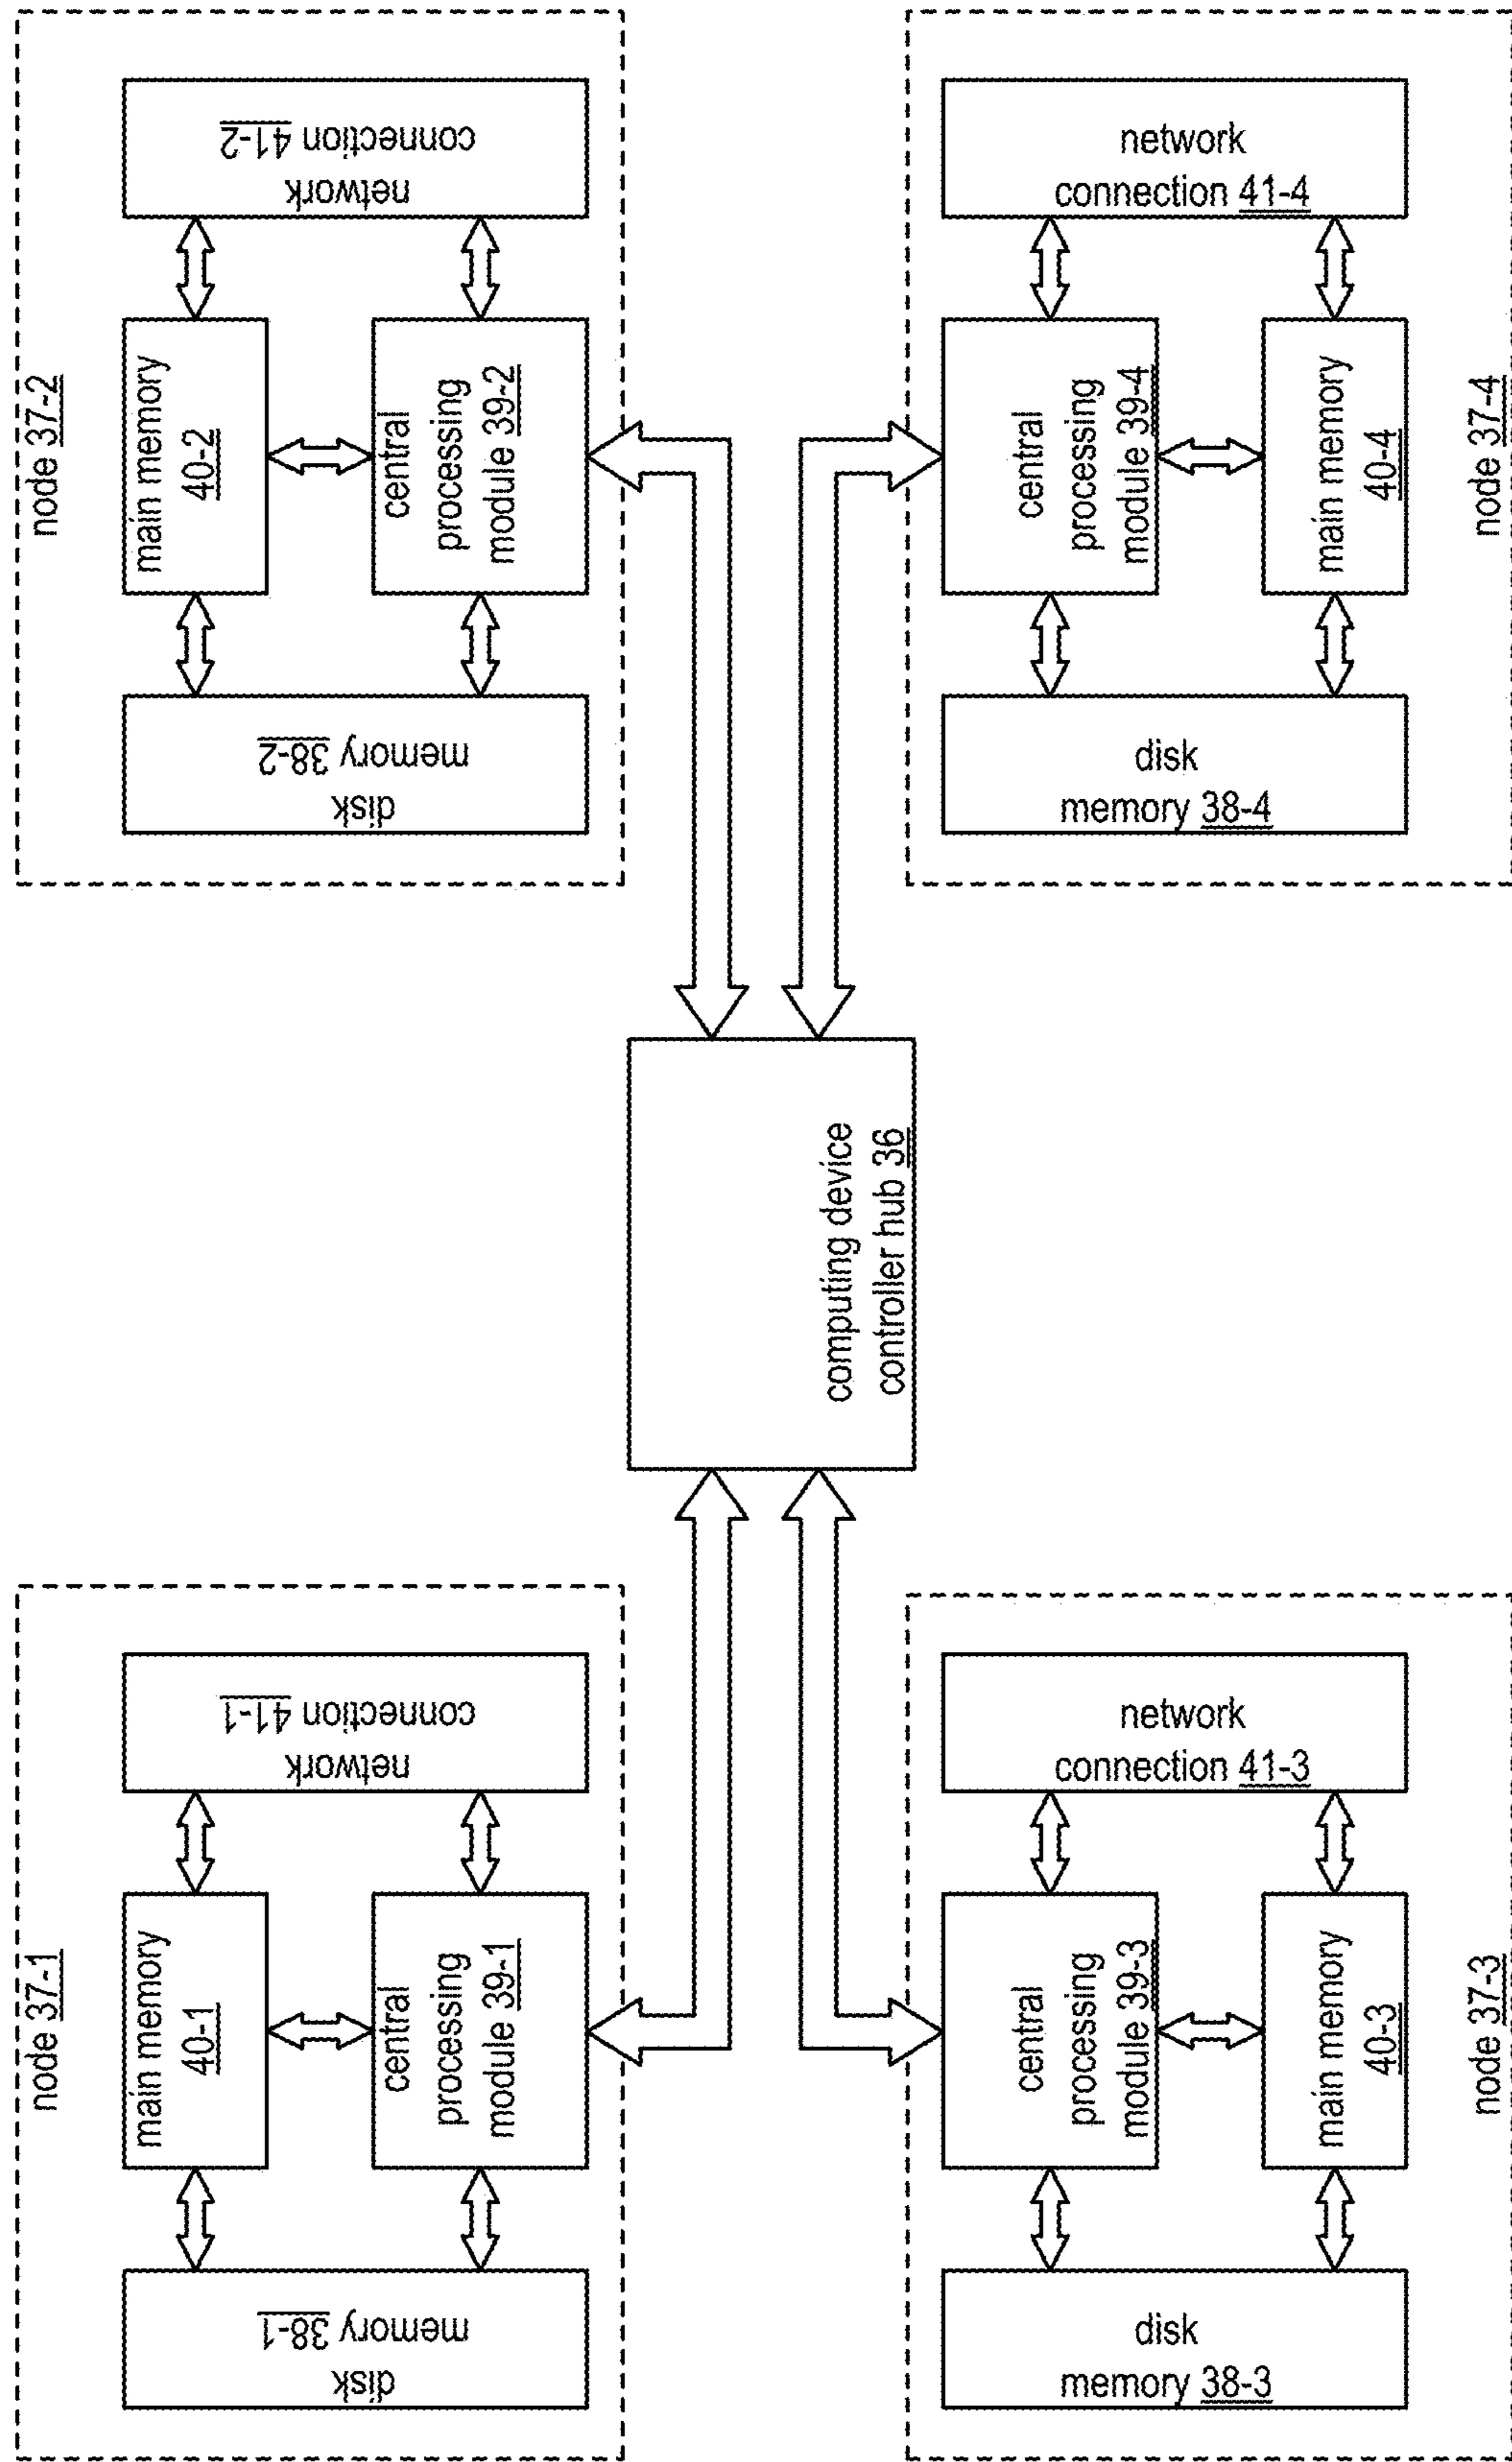 node 37-1
main memory
40-1
central
processing
module 39-1
disk
memory 38-1
network
connection 41-1
node 37-2
main memory
40-2
central
processing
module 39-2
disk
memory 38-2
network
connection 41-2
computing device
controller hub 36
disk
memory 38-3
central
processing
module 39-3
main memory
40-3
network
connection 41-3
node 37-3
disk
memory 38-4
central
processing
module 39-4
main memory
40-4
network
connection 41-4
node 37-4